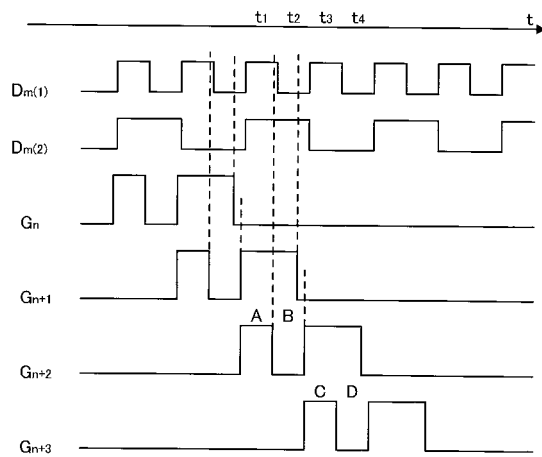 t1 t2 t3 t4 t
Dm(1)
Dm(2)
Gn
Gn+1
A B
Gn+2
C D
Gn+3